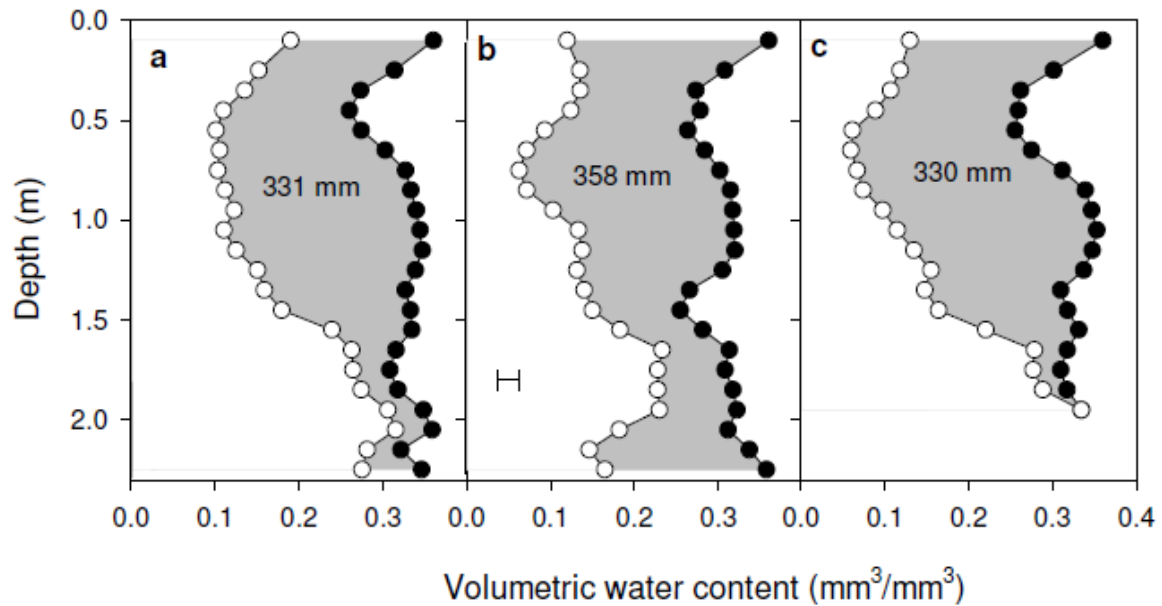 a
b
c
0.0
0.5
1.0
1.5
2.0
Depth (m)
331 mm
358 mm
330 mm
0.0 0.1 0.2 0.3 0.0 0.1 0.2 0.3 0.0 0.1 0.2 0.3 0.4
Volumetric water content (mm³/mm³)